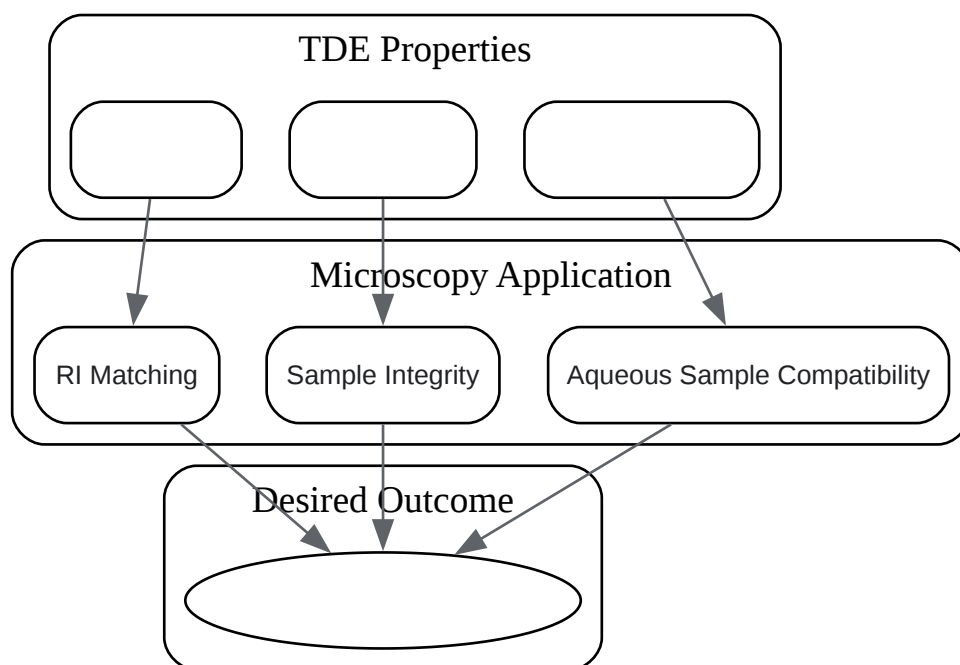 TDE Properties
Microscopy Application
RI Matching
Sample Integrity
Aqueous Sample Compatibility
Desired Outcome